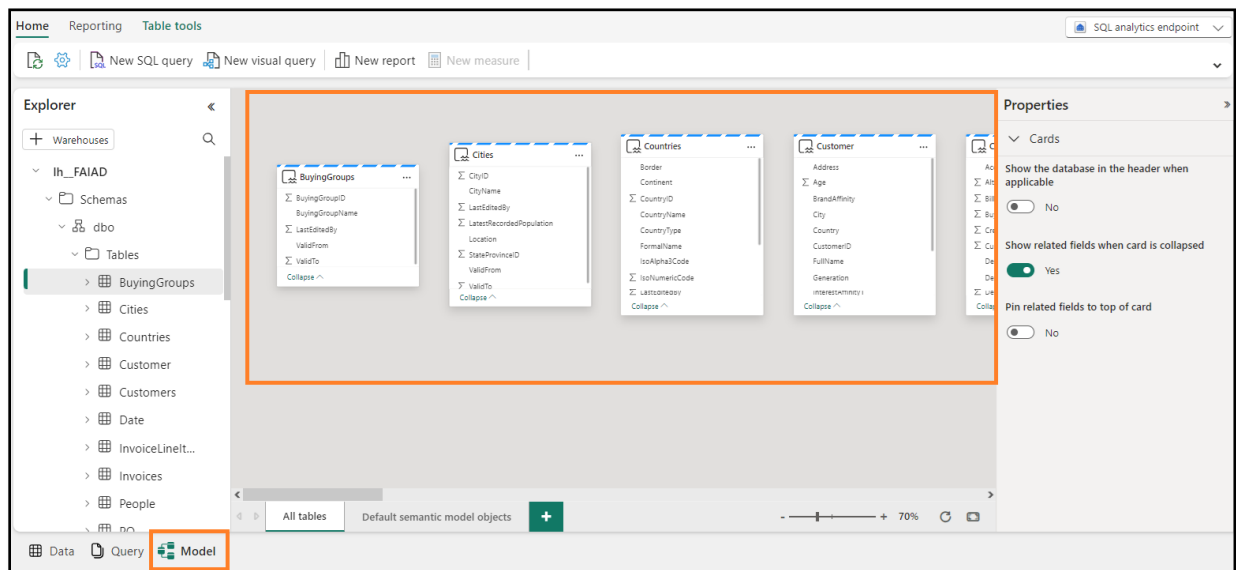 Home Reporting Table tools
SQL analytics endpoint
New SQL query New visual query New report New measure
Explorer
Warehouses
lh_FAIAD
Schemas
dbo
Tables
BuyingGroups
Cities
Countries
Customer
Customers
Date
InvoiceLineIt...
Invoices
People
BuyingGroups
BuyingGroupID
BuyingGroupName
LastEditedBy
ValidFrom
ValidTo
Collapse
Cities
CityID
CityName
LastEditedBy
LatestRecordedPopulation
Location
StateProvinceID
ValidFrom
ValidTo
Collapse
Countries
Border
Continent
CountryID
CountryName
CountryType
FormalName
IsoAlpha3Code
IsoNumericCode
LastEditedBy
Collapse
Customer
Address
Age
BrandAffinity
City
Country
CustomerID
FullName
Generation
Collapse
Properties
Cards
Show the database in the header when
applicable
No
Show related fields when card is collapsed
Yes
Pin related fields to top of card
No
All tables Default semantic model objects + - + 70%
Data Query Model